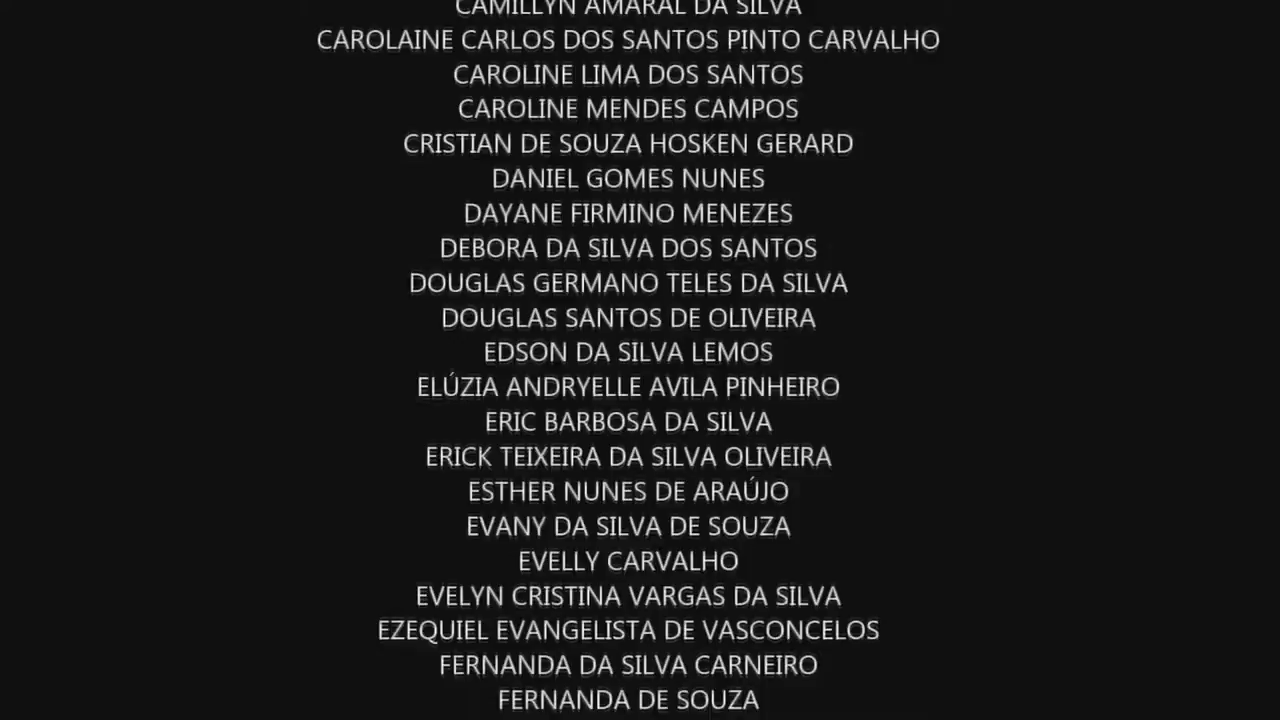 CAMILLYN AMARAL DA SILVA
CAROLAINE CARLOS DOS SANTOS PINTO CARVALHO
CAROLINE LIMA DOS SANTOS
CAROLINE MENDES CAMPOS
CRISTIAN DE SOUZA HOSKEN GERARD
DANIEL GOMES NUNES
DAYANE FIRMINO MENEZES
DEBORA DA SILVA DOS SANTOS
DOUGLAS GERMANO TELES DA SILVA
DOUGLAS SANTOS DE OLIVEIRA
EDSON DA SILVA LEMOS
ELÚZIA ANDRYELLE AVILA PINHEIRO
ERIC BARBOSA DA SILVA
ERICK TEIXEIRA DA SILVA OLIVEIRA
ESTHER NUNES DE ARAÚJO
EVANY DA SILVA DE SOUZA
EVELLY CARVALHO
EVELYN CRISTINA VARGAS DA SILVA
EZEQUIEL EVANGELISTA DE VASCONCELOS
FERNANDA DA SILVA CARNEIRO
FERNANDA DE SOUZA